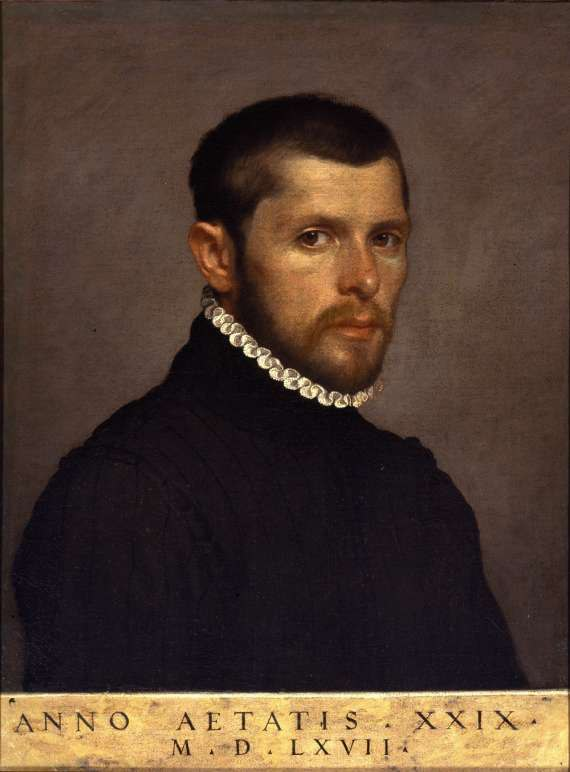 ANNO AETATIS · XXIX ·
M · D · LXVII ·